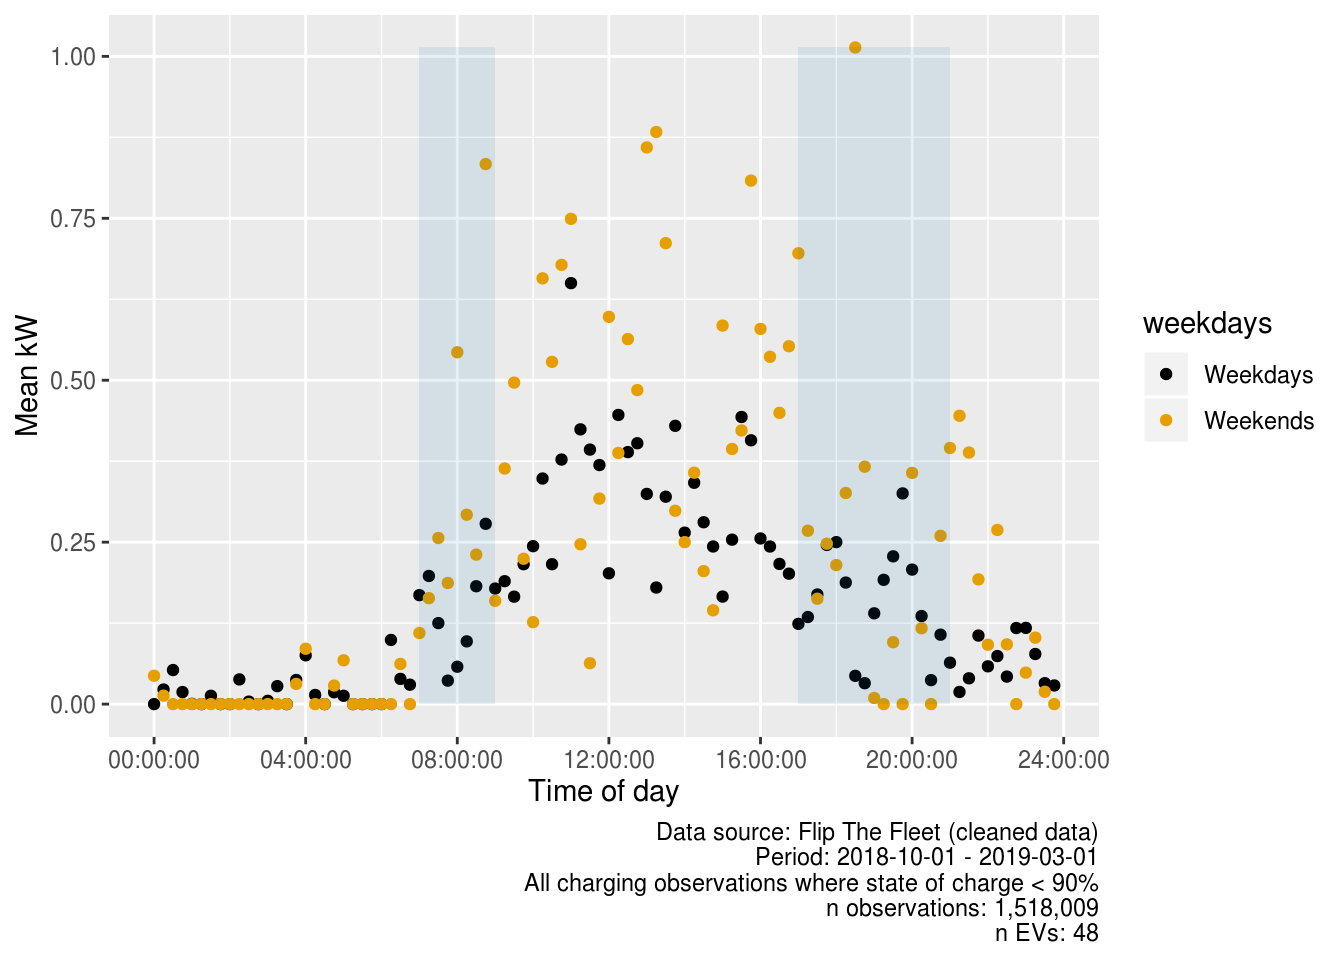 1.00
0.75
0.50
0.25
0.00
Mean kW
00:00:00 04:00:00 08:00:00 12:00:00 16:00:00 20:00:00 24:00:00
Time of day
weekdays
Weekdays
Weekends
Data source: Flip The Fleet (cleaned data)
Period: 2018-10-01 - 2019-03-01
All charging observations where state of charge < 90%
n observations: 1,518,009
n EVs: 48